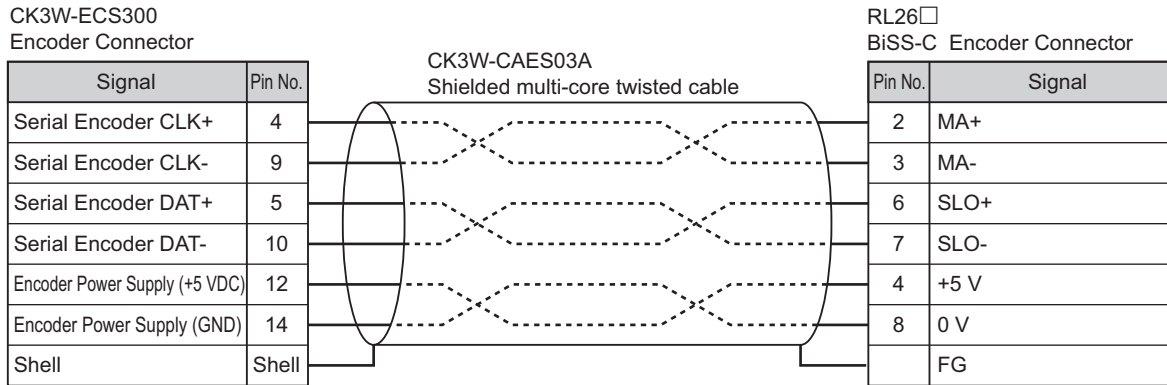 CK3W-ECS300
Encoder Connector
CK3W-CAES03A
Shielded multi-core twisted cable
RL26□
BiSS-C Encoder Connector
Signal Pin No.
Serial Encoder CLK+ 4
Serial Encoder CLK- 9
Serial Encoder DAT+ 5
Serial Encoder DAT- 10
Encoder Power Supply (+5 VDC) 12
Encoder Power Supply (GND) 14
Shell Shell
Pin No. Signal
2 MA+
3 MA-
6 SLO+
7 SLO-
4 +5 V
8 0 V
FG